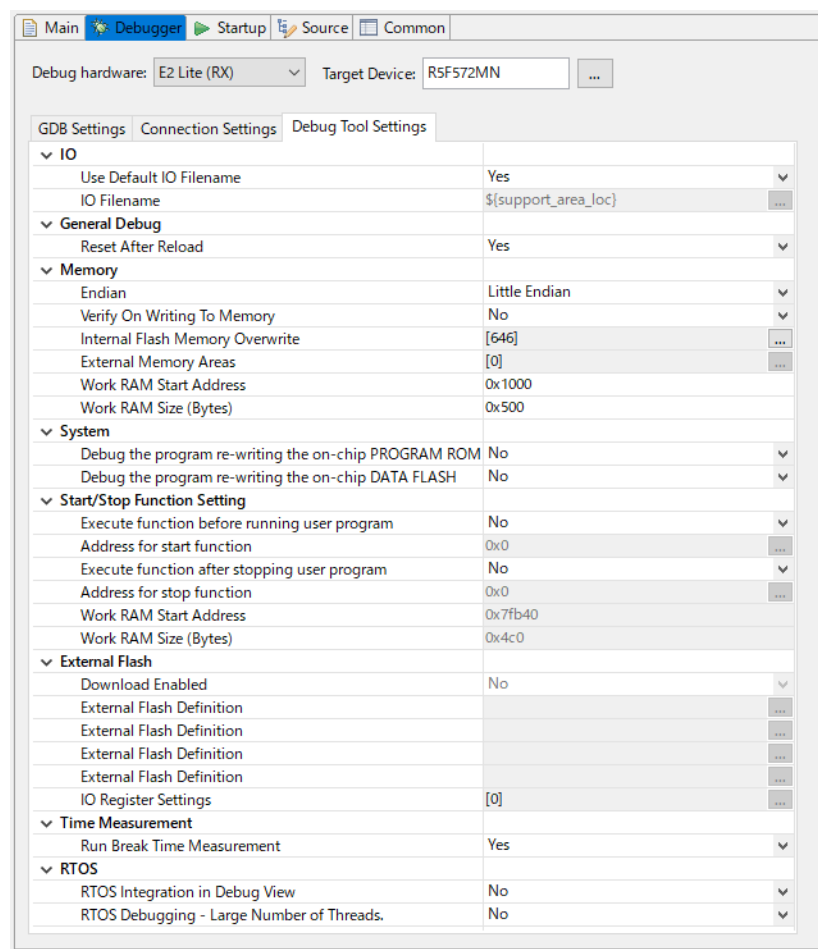 Main Debugger Startup Source Common
Debug hardware: E2 Lite (RX) Target Device: R5F572MN ...
GDB Settings Connection Settings Debug Tool Settings
IO
Use Default IO Filename Yes
IO Filename ${support_area_loc} ...
General Debug
Reset After Reload Yes
Memory
Endian Little Endian
Verify On Writing To Memory No
Internal Flash Memory Overwrite [646] ...
External Memory Areas [0] ...
Work RAM Start Address 0x1000
Work RAM Size (Bytes) 0x500
System
Debug the program re-writing the on-chip PROGRAM ROM No
Debug the program re-writing the on-chip DATA FLASH No
Start/Stop Function Setting
Execute function before running user program No
Address for start function 0x0 ...
Execute function after stopping user program No
Address for stop function 0x0 ...
Work RAM Start Address 0x7fb40
Work RAM Size (Bytes) 0x4c0
External Flash
Download Enabled No
External Flash Definition ...
External Flash Definition ...
External Flash Definition ...
External Flash Definition ...
IO Register Settings [0] ...
Time Measurement
Run Break Time Measurement Yes
RTOS
RTOS Integration in Debug View No
RTOS Debugging - Large Number of Threads. No